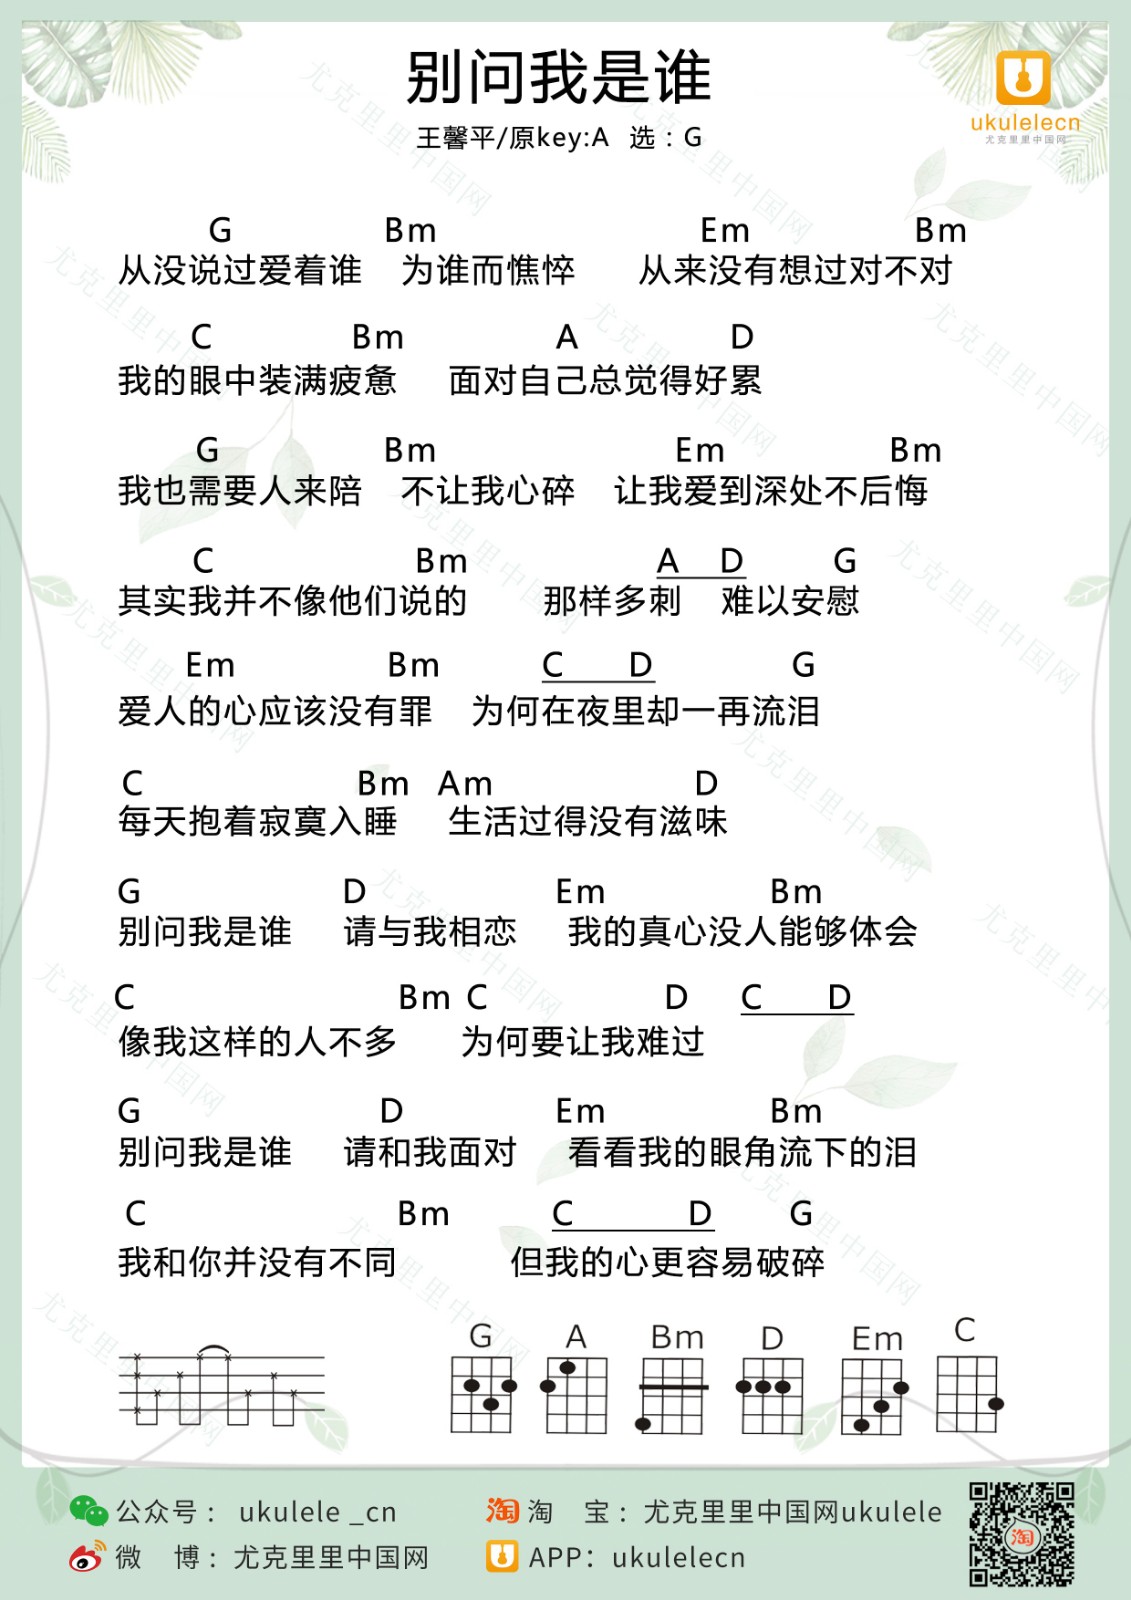 别问我是谁
王馨平/原key:A 选：G
ukulelecn
尤克里里中国网
G Bm Em Bm
从没说过爱着谁 为谁而憔悴 从来没有想过对不对
C Bm A D
我的眼中装满疲惫 面对自己总觉得好累
G Bm Em Bm
我也需要人来陪 不让我心碎 让我爱到深处不后悔
C Bm A D G
其实我并不像他们说的 那样多刺 难以安慰
Em Bm C D G
爱人的心应该没有罪 为何在夜里却一再流泪
C Bm Am D
每天抱着寂寞入睡 生活过得没有滋味
G D Em Bm
别问我是谁 请与我相恋 我的真心没人能够体会
C Bm C D C D
像我这样的人不多 为何要让我难过
G D Em Bm
别问我是谁 请和我面对 看看我的眼角流下的泪
C Bm C D G
我和你并没有不同 但我的心更容易破碎
G A Bm D Em C
公众号： ukulele _cn
淘 淘 宝：尤克里里中国网ukulele
微 博：尤克里里中国网
APP：ukulelecn
淘